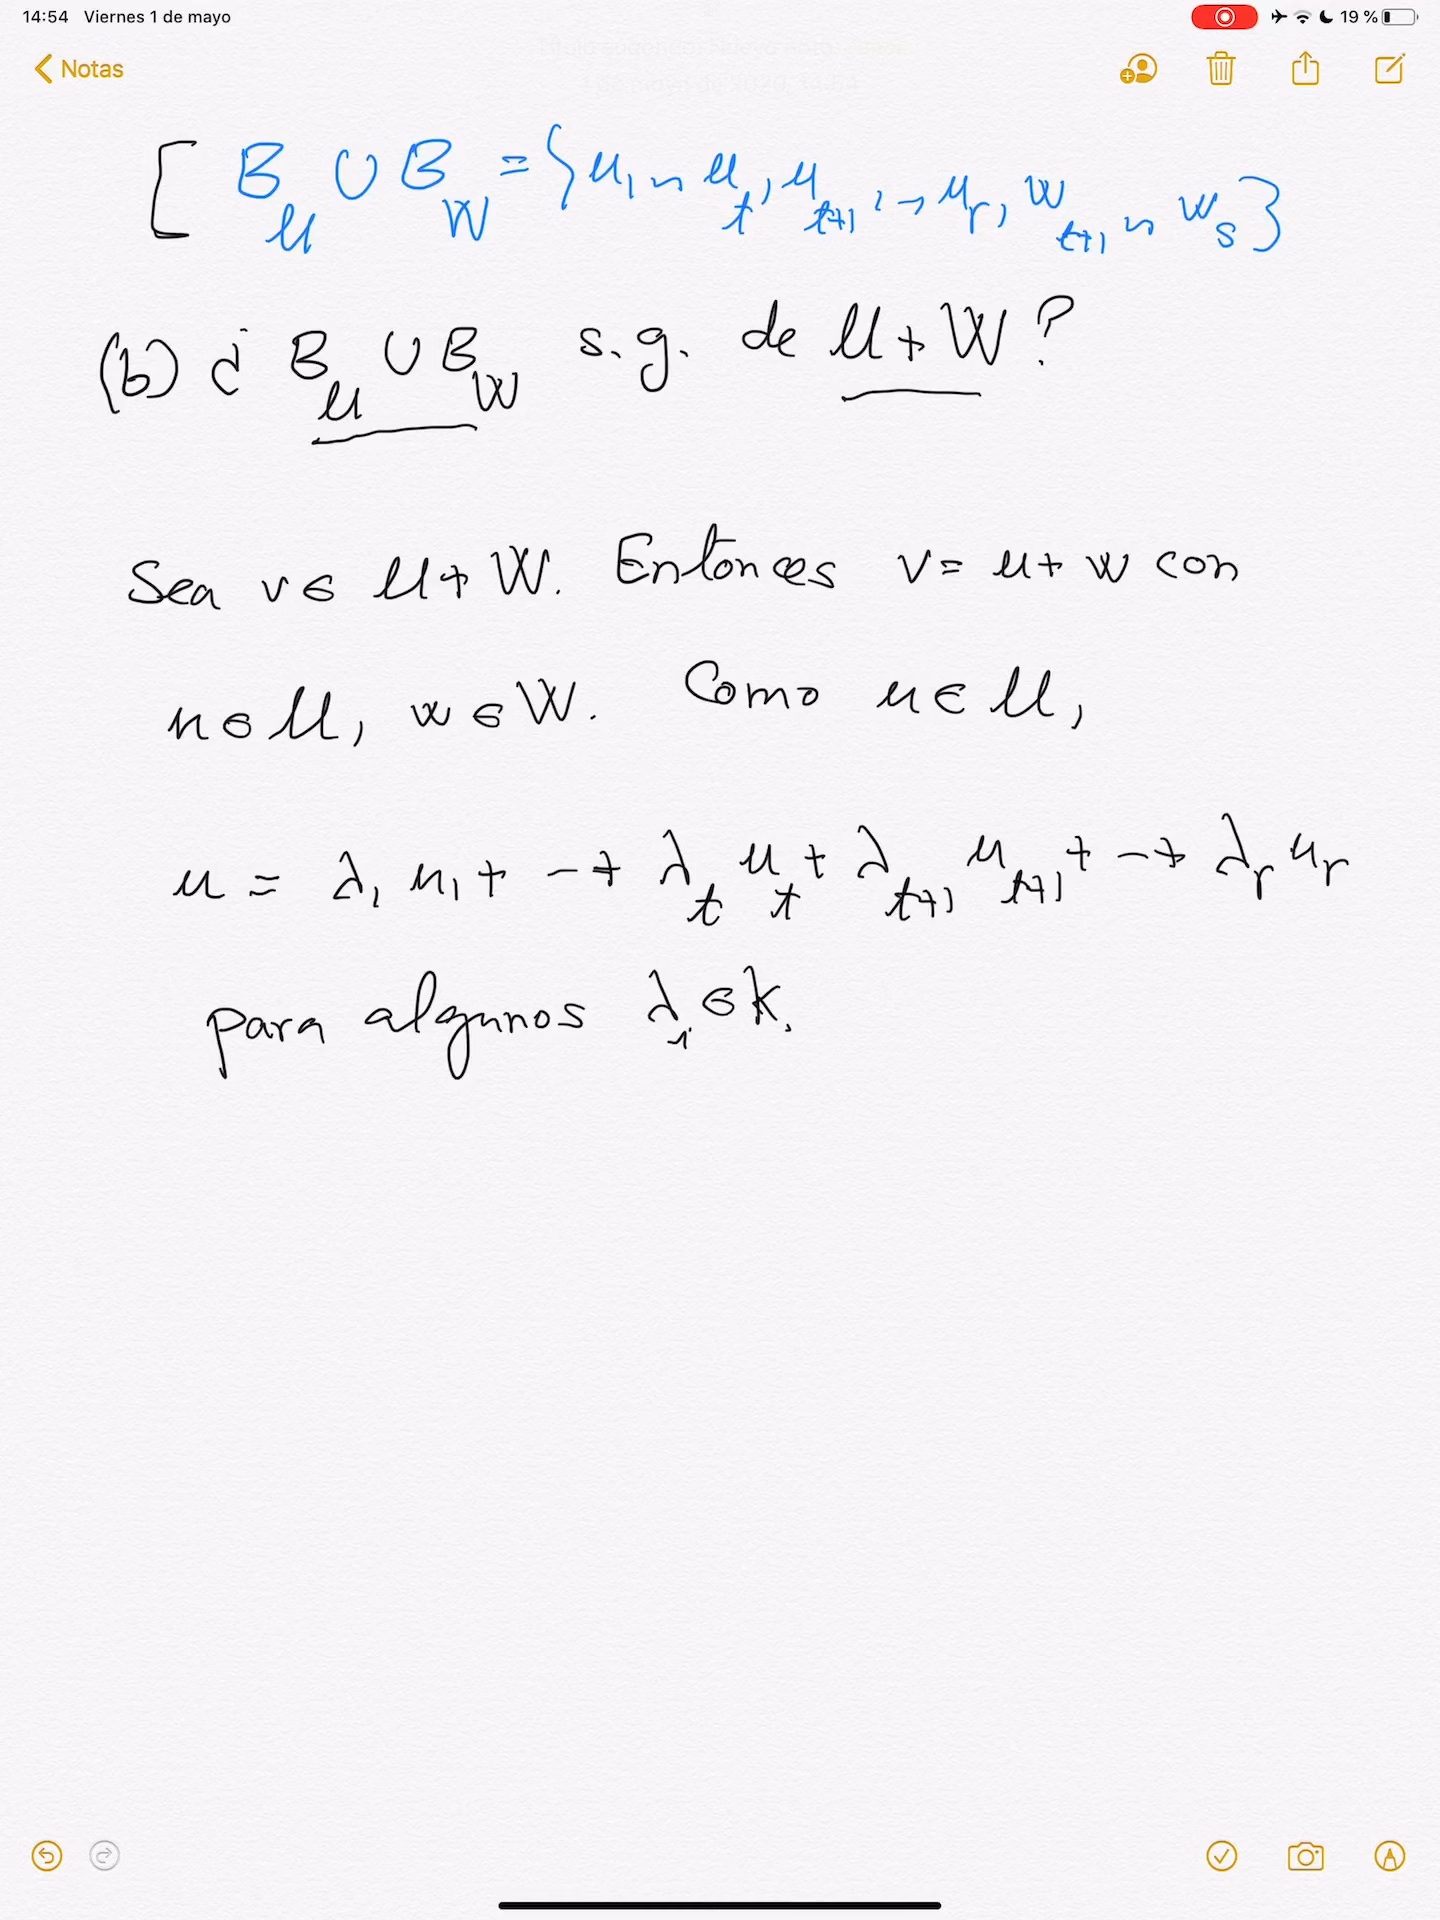 14:54 Viernes 1 de mayo 19 %
Notas
[ B_U ∪ B_W = {u_1, ..., u_t, u_{t+1}, ..., u_r, w_{t+1}, ..., w_s}
(b) ¿ B_U ∪ B_W s.g. de U + W ?
Sea v ∈ U + W. Entonces v = u + w con
u ∈ U, w ∈ W. Como u ∈ U,
u = λ_1 u_1 + --- + λ_t u_t + λ_{t+1} u_{t+1} + --- + λ_r u_r
para algunos λ_i ∈ K.